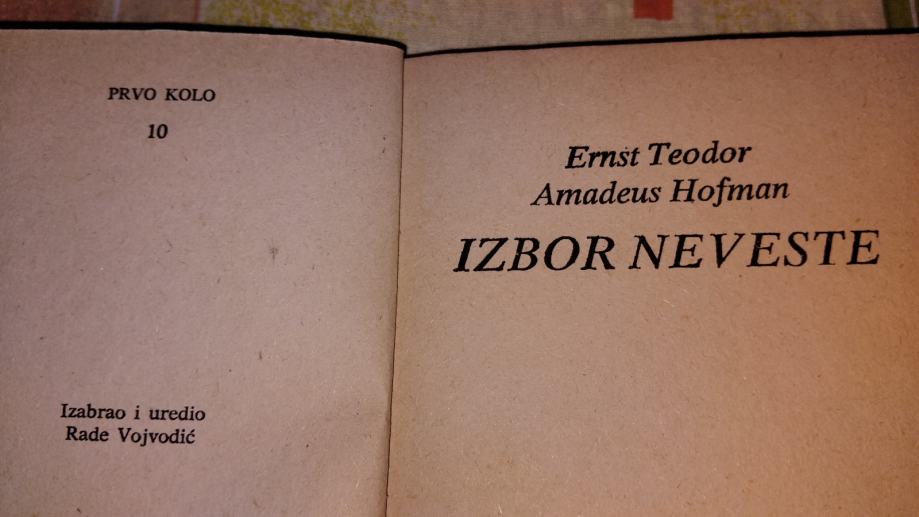 PRVO KOLO
10
Izabrao i uredio
Rade Vojvodić
Ernst Teodor
Amadeus Hofman
IZBOR NEVESTE